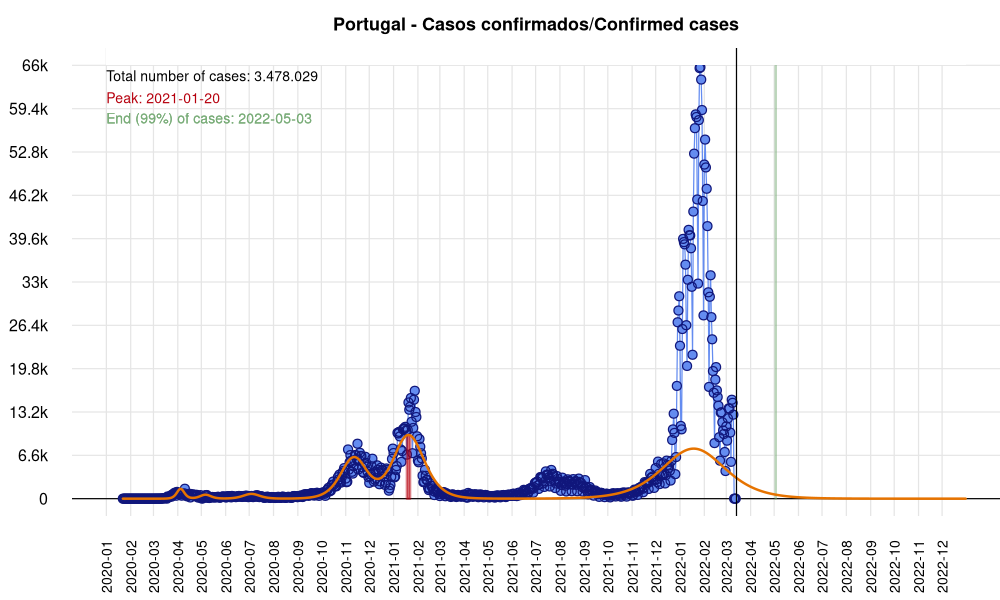 Portugal - Casos confirmados/Confirmed cases
Total number of cases: 3.478.029
Peak: 2021-01-20
End (99%) of cases: 2022-05-03
66k
59.4k
52.8k
46.2k
39.6k
33k
26.4k
19.8k
13.2k
6.6k
0
2020-01
2020-02
2020-03
2020-04
2020-05
2020-06
2020-07
2020-08
2020-09
2020-10
2020-11
2020-12
2021-01
2021-02
2021-03
2021-04
2021-05
2021-06
2021-07
2021-08
2021-09
2021-10
2021-11
2021-12
2022-01
2022-02
2022-03
2022-04
2022-05
2022-06
2022-07
2022-08
2022-09
2022-10
2022-11
2022-12